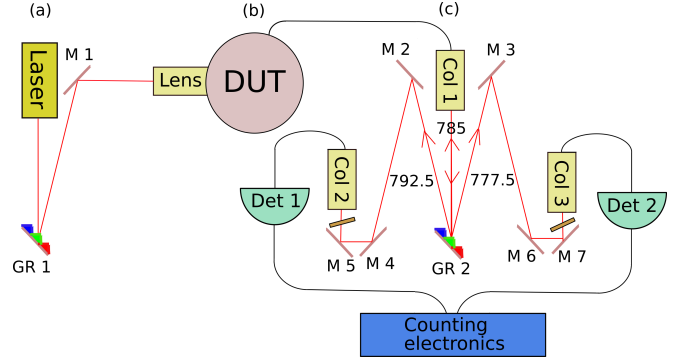 (a)
(b)
(c)
Laser
M 1
Lens
DUT
M 2
Col 1
M 3
785
792.5
777.5
Col 2
Col 3
Det 1
Det 2
GR 1
M 5
M 4
GR 2
M 6
M 7
Counting
electronics